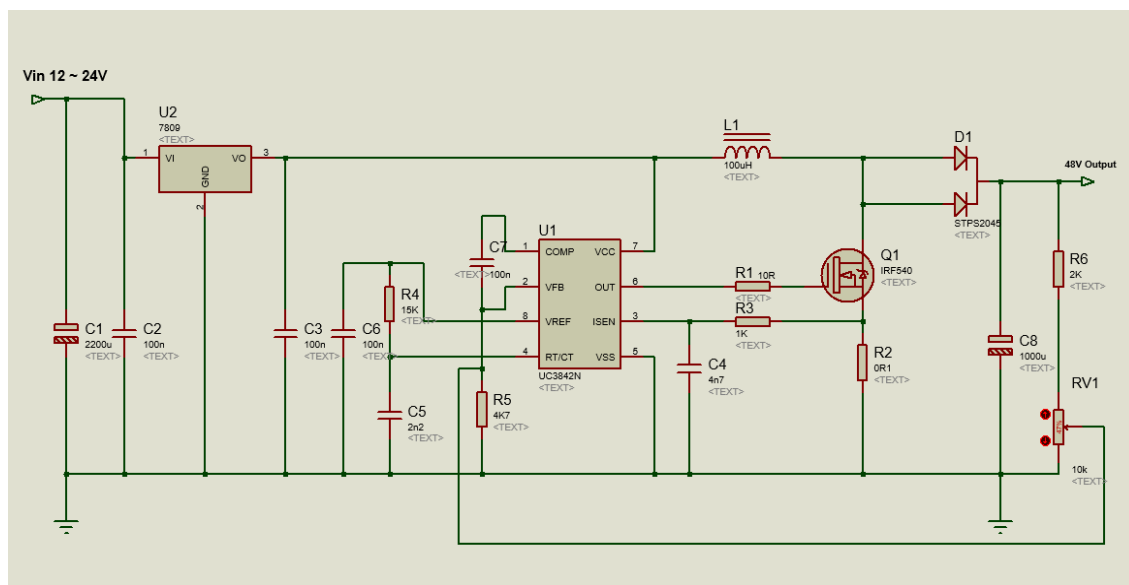 Vin 12 ~ 24V
U2
7809
<TEXT>
1
VI
VO
3
GND
2
L1
100uH
<TEXT>
D1
48V Output
STPS2045
<TEXT>
U1
C7
<TEXT>
100n
1
COMP
VCC
7
2
VFB
OUT
6
8
VREF
ISEN
3
4
RT/CT
VSS
5
UC3842N
<TEXT>
Q1
IRF540
<TEXT>
R1
10R
<TEXT>
R3
1K
<TEXT>
R6
2K
<TEXT>
R4
15K
<TEXT>
C1
2200u
<TEXT>
C2
100n
<TEXT>
C3
100n
<TEXT>
C6
100n
<TEXT>
C4
4n7
<TEXT>
R2
0R1
<TEXT>
C8
1000u
<TEXT>
C5
2n2
<TEXT>
R5
4K7
<TEXT>
RV1
47%
10k
<TEXT>